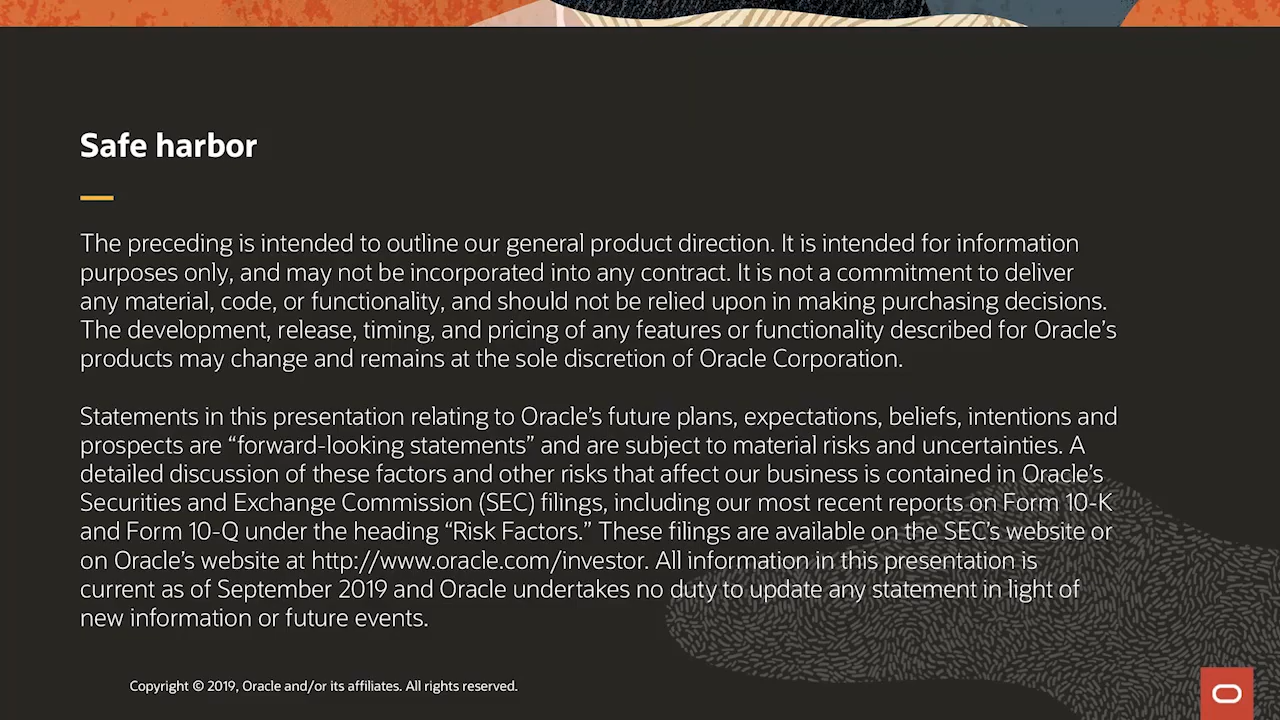 Safe harbor
The preceding is intended to outline our general product direction. It is intended for information
purposes only, and may not be incorporated into any contract. It is not a commitment to deliver
any material, code, or functionality, and should not be relied upon in making purchasing decisions.
The development, release, timing, and pricing of any features or functionality described for Oracle’s
products may change and remains at the sole discretion of Oracle Corporation.
Statements in this presentation relating to Oracle’s future plans, expectations, beliefs, intentions and
prospects are “forward-looking statements” and are subject to material risks and uncertainties. A
detailed discussion of these factors and other risks that affect our business is contained in Oracle’s
Securities and Exchange Commission (SEC) filings, including our most recent reports on Form 10-K
and Form 10-Q under the heading “Risk Factors.” These filings are available on the SEC’s website or
on Oracle’s website at http://www.oracle.com/investor. All information in this presentation is
current as of September 2019 and Oracle undertakes no duty to update any statement in light of
new information or future events.
Copyright © 2019, Oracle and/or its affiliates. All rights reserved.